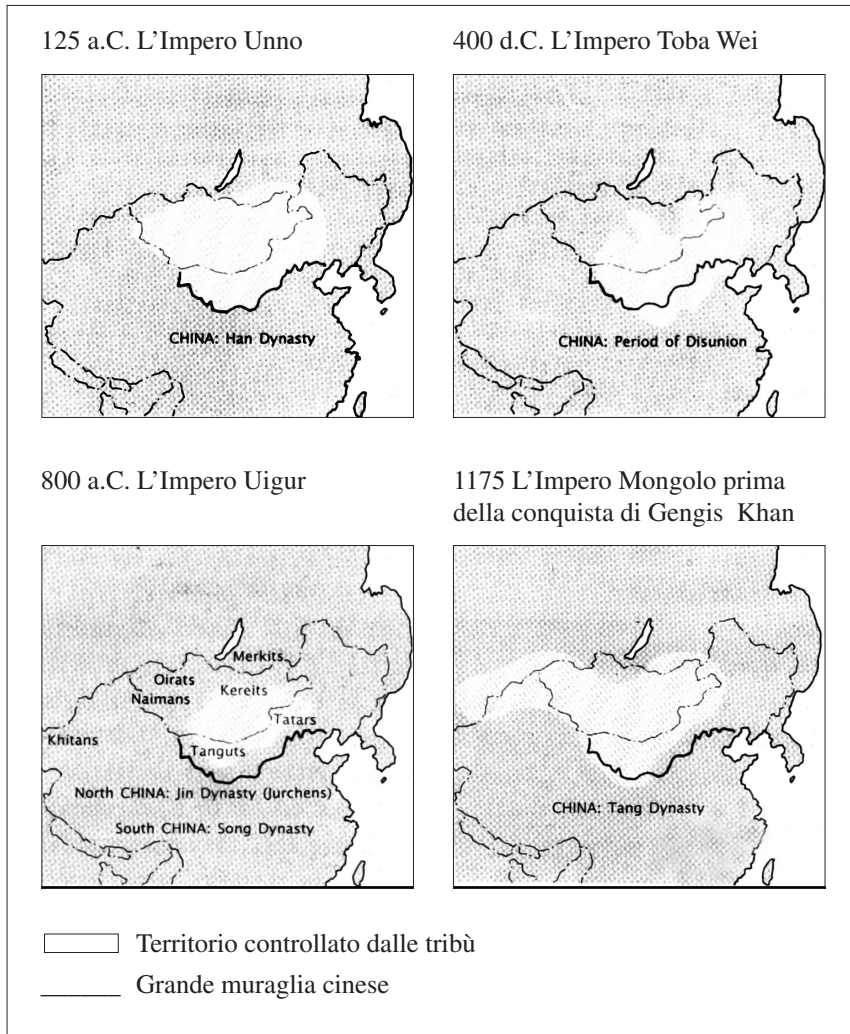 125 a.C. L’Impero Unno
CHINA: Han Dynasty
400 d.C. L’Impero Toba Wei
CHINA: Period of Disunion
800 a.C. L’Impero Uigur
Merkits
Oirats
Kereits
Naimans
Tatars
Khitans
Tanguts
North CHINA: Jin Dynasty (Jurchens)
South CHINA: Song Dynasty
1175 L’Impero Mongolo prima
della conquista di Gengis Khan
CHINA: Tang Dynasty
Territorio controllato dalle tribù
Grande muraglia cinese